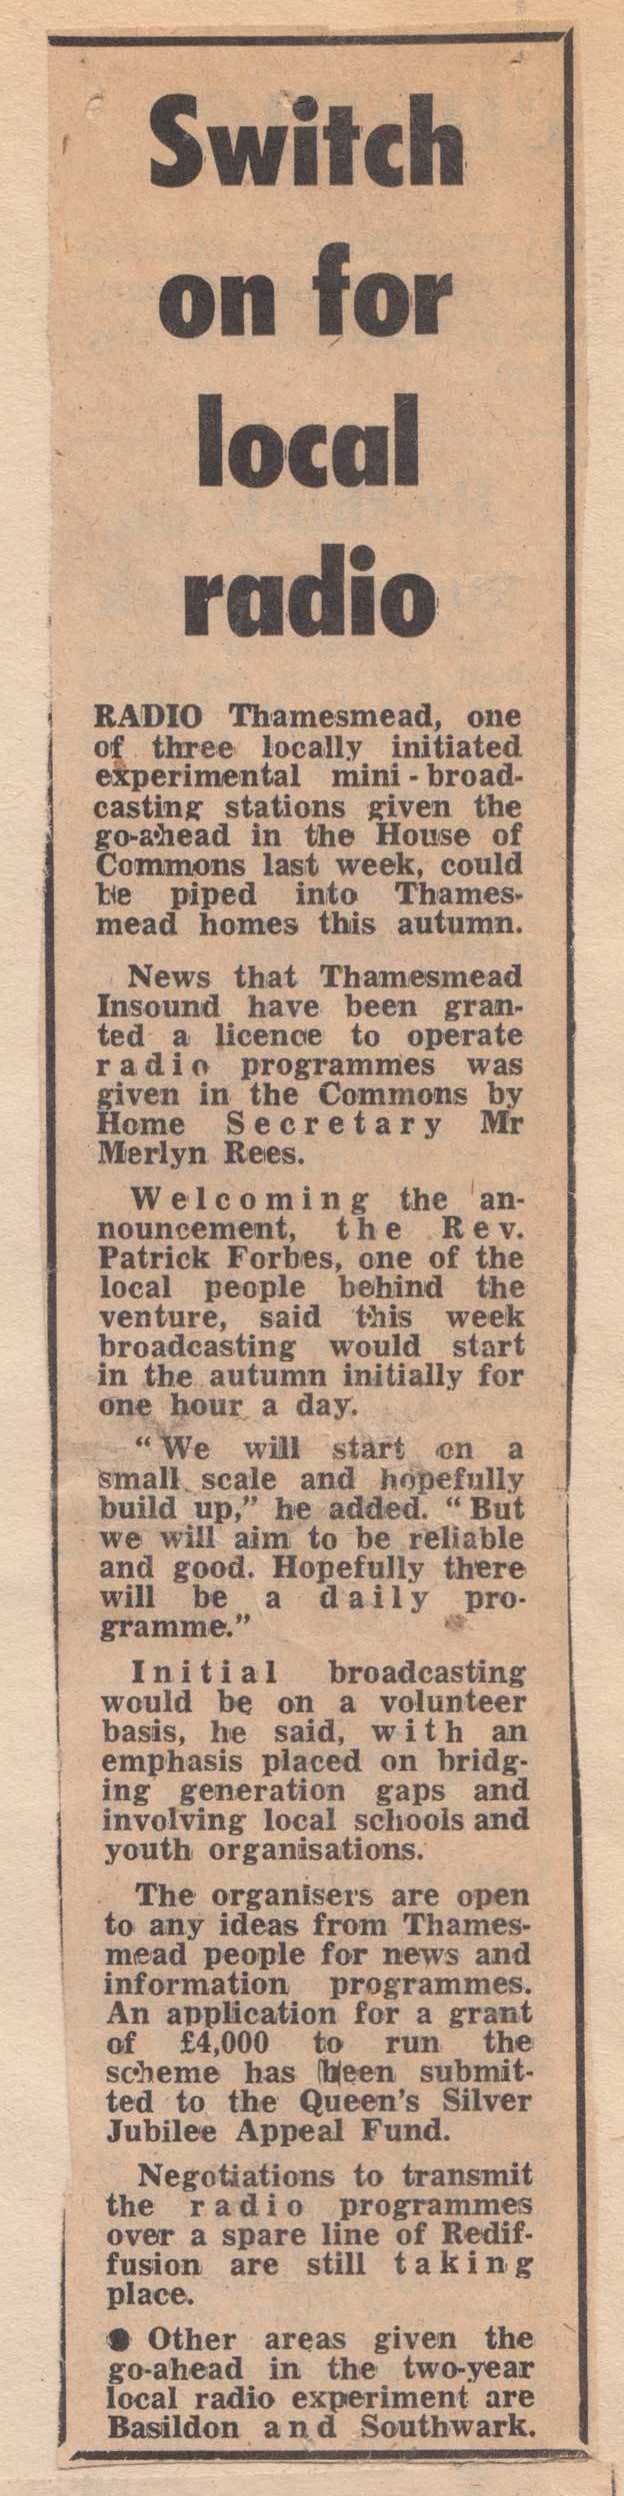 Switch
on for
local
radio
RADIO Thamesmead, one
of three locally initiated
experimental mini - broad-
casting stations given the
go-ahead in the House of
Commons last week, could
be piped into Thames-
mead homes this autumn.
News that Thamesmead
Insound have been gran-
ted a licence to operate
radio programmes was
given in the Commons by
Home Secretary Mr
Merlyn Rees.
Welcoming the an-
nouncement, the Rev.
Patrick Forbes, one of the
local people behind the
venture, said this week
broadcasting would start
in the autumn initially for
one hour a day.
“We will start on a
small scale and hopefully
build up,” he added. “But
we will aim to be reliable
and good. Hopefully there
will be a daily pro-
gramme.”
Initial broadcasting
would be on a volunteer
basis, he said, with an
emphasis placed on bridg-
ing generation gaps and
involving local schools and
youth organisations.
The organisers are open
to any ideas from Thames-
mead people for news and
information programmes.
An application for a grant
of £4,000 to run the
scheme has been submit-
ted to the Queen's Silver
Jubilee Appeal Fund.
Negotiations to transmit
the radio programmes
over a spare line of Redif-
fusion are still taking
place.
● Other areas given the
go-ahead in the two-year
local radio experiment are
Basildon and Southwark.